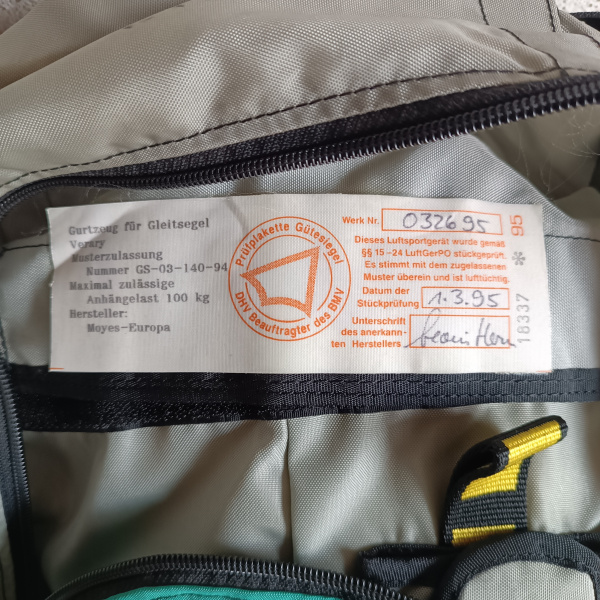 Gurtzeug für Gleitsegel
Verary
Musterzulassung
Nummer GS-03-140-94
Maximal zulässige
Anhängelast 100 kg
Hersteller:
Moyes-Europa
Prüfplakette Gütesiegel
DHV Beauftragter des BMV
Werk Nr. 032695
Dieses Luftsportgerät wurde gemäß
§§ 15-24 LuftGerPO stückgeprüft.
Es stimmt mit dem zugelassenen
Muster überein und ist lufttüchtig.
Datum der
Stückprüfung 1.3.95
Unterschrift
des anerkann-
ten Herstellers
18337 * 95